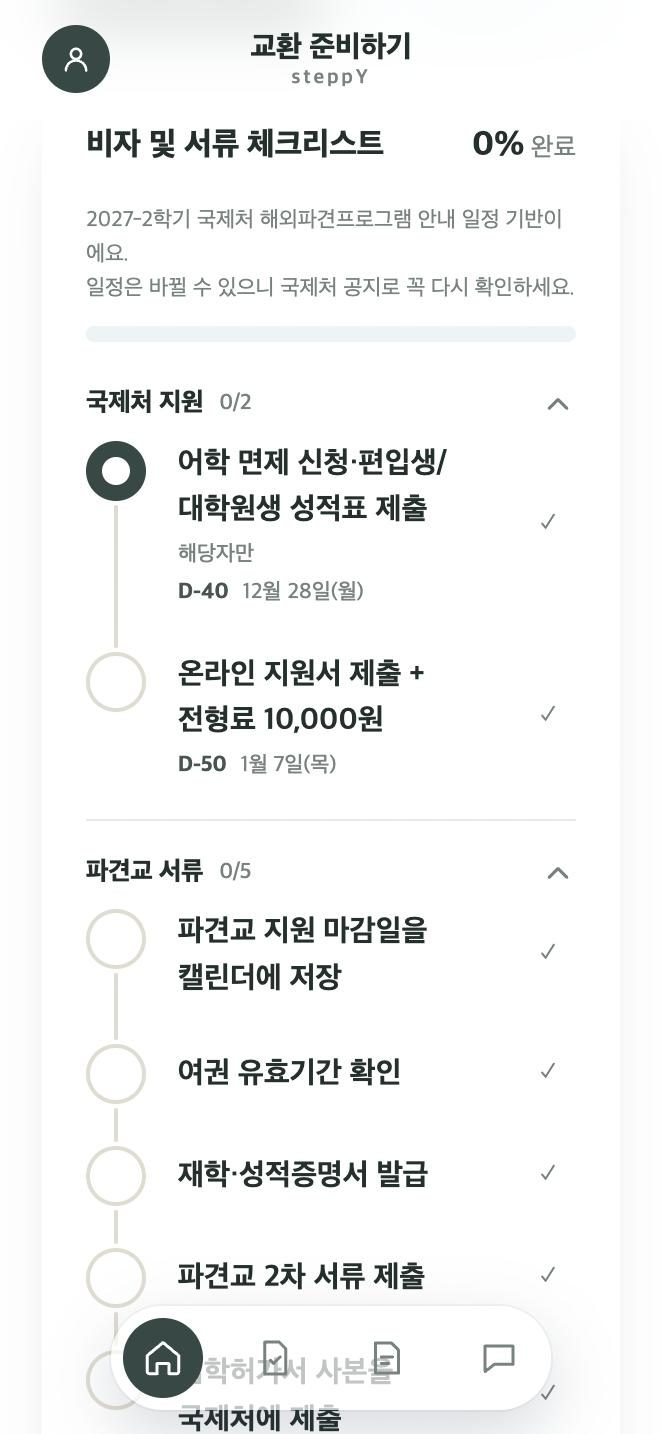 교환 준비하기
steppY
비자 및 서류 체크리스트 0% 완료
2027-2학기 국제처 해외파견프로그램 안내 일정 기반이
에요.
일정은 바뀔 수 있으니 국제처 공지로 꼭 다시 확인하세요.
국제처 지원 0/2
어학 면제 신청·편입생/
대학원생 성적표 제출
해당자만
D-40 12월 28일(월)
온라인 지원서 제출 +
전형료 10,000원
D-50 1월 7일(목)
파견교 서류 0/5
파견교 지원 마감일을
캘린더에 저장
여권 유효기간 확인
재학·성적증명서 발급
파견교 2차 서류 제출
사본을
국제처에 제출